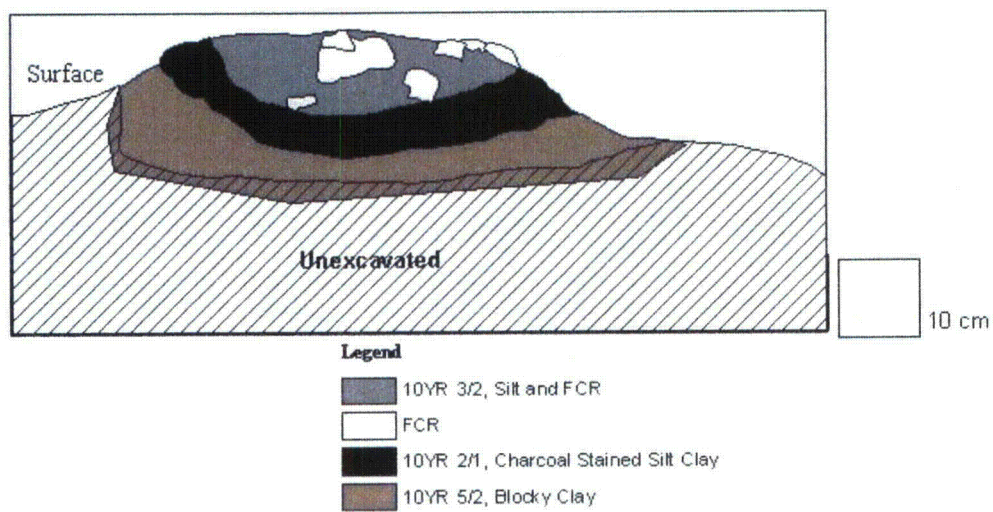 Surface
Unexcavated
10 cm
Legend
10YR 3/2, Silt and FCR
FCR
10YR 2/1, Charcoal Stained Silt Clay
10YR 5/2, Blocky Clay